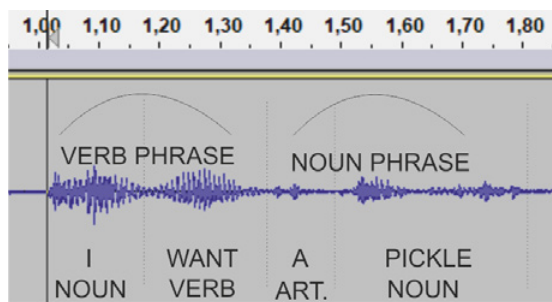 1,00 1,10 1,20 1,30 1,40 1,50 1,60 1,70 1,80
VERB PHRASE NOUN PHRASE
I WANT A PICKLE
NOUN VERB ART. NOUN